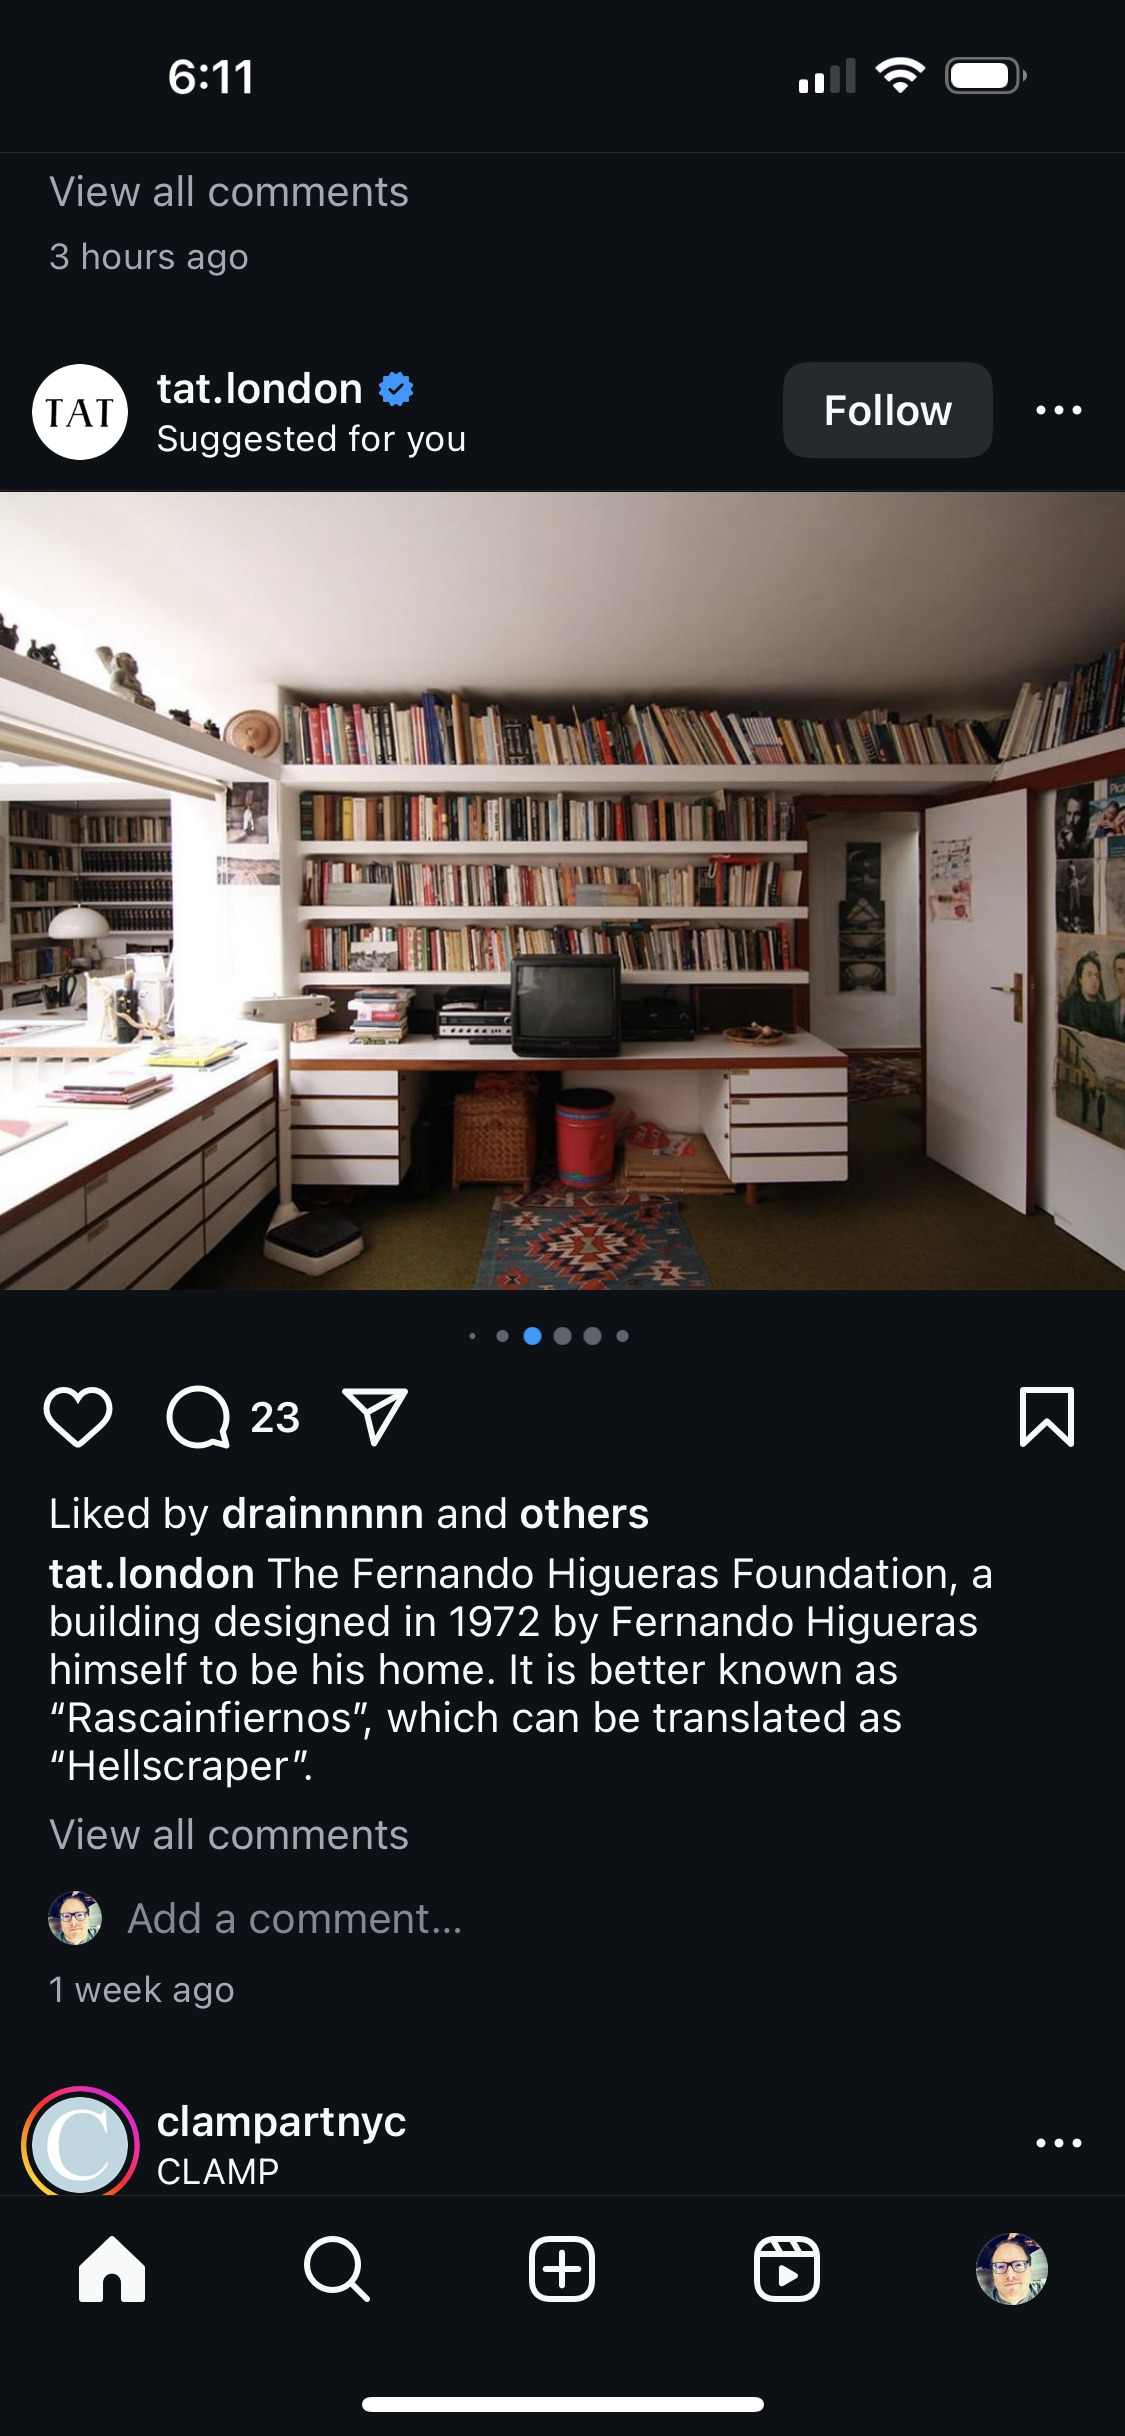 6:11
View all comments
3 hours ago
TAT
tat.london
Suggested for you
Follow
23
Liked by drainnnnn and others
tat.london The Fernando Higueras Foundation, a
building designed in 1972 by Fernando Higueras
himself to be his home. It is better known as
“Rascainfiernos”, which can be translated as
“Hellscraper”.
View all comments
Add a comment...
1 week ago
C
clampartnyc
CLAMP